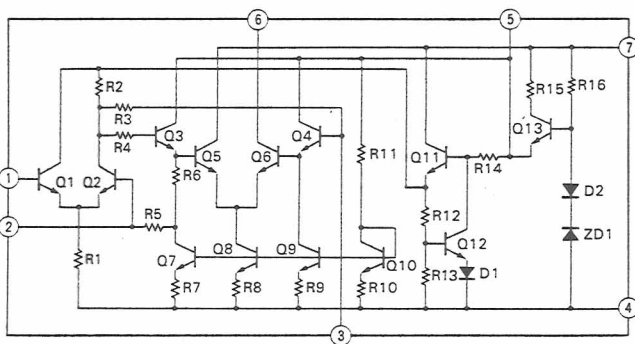 6 5
7
R2
R3
R4 Q3 Q4
R15 R16
Q13
Q5 Q6
R11 Q11 R14
1 Q1 Q2
R6
D2
2 R5
R12
Q12
ZD1
R1 Q7 Q8 Q9 Q10
R13 D1
R7 R8 R9 R10
4
3